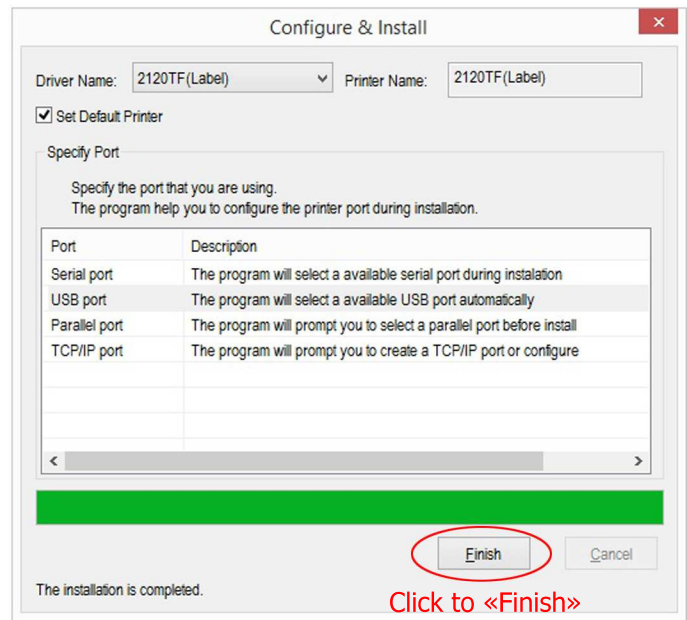 Configure & Install
Driver Name: 2120TF(Label) Printer Name: 2120TF(Label)
Set Default Printer
Specify Port
Specify the port that you are using.
The program help you to configure the printer port during installation.
Port Description
Serial port The program will select a available serial port during instalation
USB port The program will select a available USB port automatically
Parallel port The program will prompt you to select a parallel port before install
TCP/IP port The program will prompt you to create a TCP/IP port or configure
Finish Cancel
The installation is completed.
Click to «Finish»